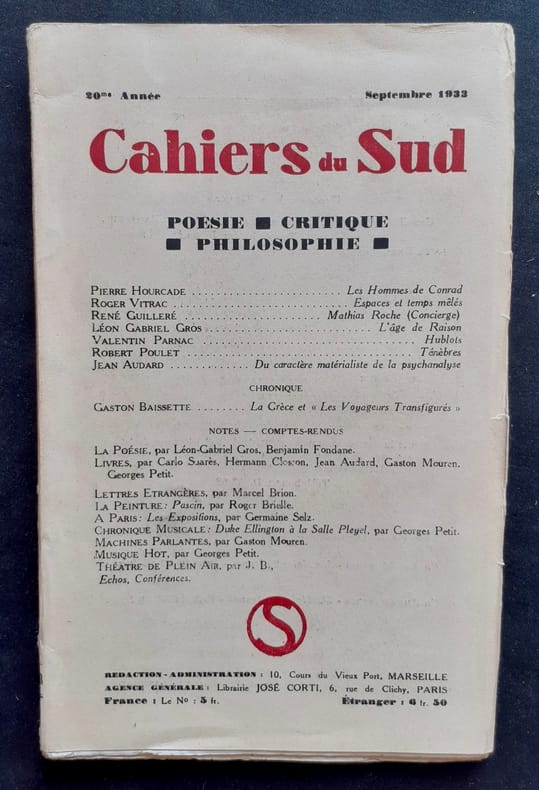 20me Année Septembre 1933
Cahiers du Sud
POESIE ■ CRITIQUE
■ PHILOSOPHIE ■
PIERRE HOURCADE . . . . . . . . . . . . . . . . . . . . . . . . Les Hommes de Conrad
ROGER VITRAC . . . . . . . . . . . . . . . . . . . . . . . . . . . Espaces et temps mêlés
RENÉ GUILLERÉ . . . . . . . . . . . . . . . . . . . . . Mathias Roche (Concierge)
LÉON GABRIEL GROS . . . . . . . . . . . . . . . . . . . . . . . . . . L'âge de Raison
VALENTIN PARNAC . . . . . . . . . . . . . . . . . . . . . . . . . . . . . . . . . Hublots
ROBERT POULET . . . . . . . . . . . . . . . . . . . . . . . . . . . . . . . . . . Ténèbres
JEAN AUDARD . . . . . . . . . . . . Du caractère matérialiste de la psychanalyse
CHRONIQUE
GASTON BAISSETTE . . . . . . . . La Grèce et « Les Voyageurs Transfigurés »
NOTES — COMPTES-RENDUS
LA POÉSIE, par Léon-Gabriel Gros, Benjamin Fondane.
LIVRES, par Carlo Suarès, Hermann Closson, Jean Audard, Gaston Mouren,
Georges Petit.
LETTRES ETRANGÈRES, par Marcel Brion.
LA PEINTURE : Pascin, par Roger Brielle.
A PARIS : Les Expositions, par Germaine Selz.
CHRONIQUE MUSICALE : Duke Ellington à la Salle Pleyel, par Georges Petit.
MACHINES PARLANTES, par Gaston Mouren.
MUSIQUE HOT, par Georges Petit.
THÉATRE DE PLEIN AIR, par J. B.,
Echos, Conférences.
S
REDACTION - ADMINISTRATION : 10, Cours du Vieux Port, MARSEILLE
AGENCE GÉNÉRALE : Librairie JOSÉ CORTI, 6, rue de Clichy, PARIS
France : Le N° : 5 fr. Étranger : 6 fr. 50